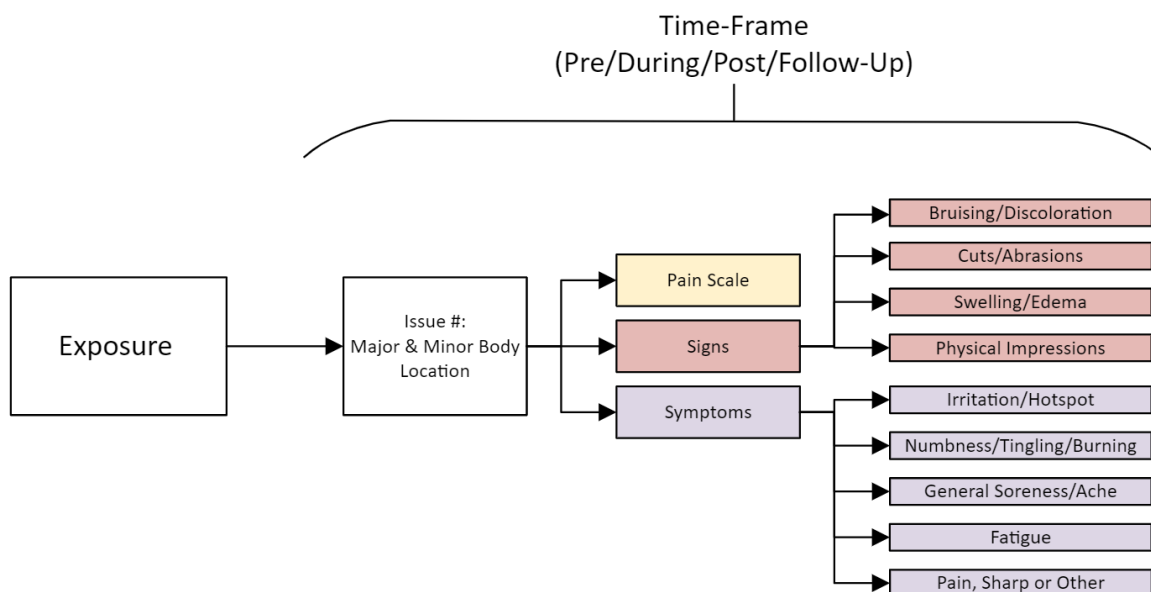 Time-Frame
(Pre/During/Post/Follow-Up)
Exposure
Issue #:
Major & Minor Body
Location
Pain Scale
Signs
Symptoms
Bruising/Discoloration
Cuts/Abrasions
Swelling/Edema
Physical Impressions
Irritation/Hotspot
Numbness/Tingling/Burning
General Soreness/Ache
Fatigue
Pain, Sharp or Other